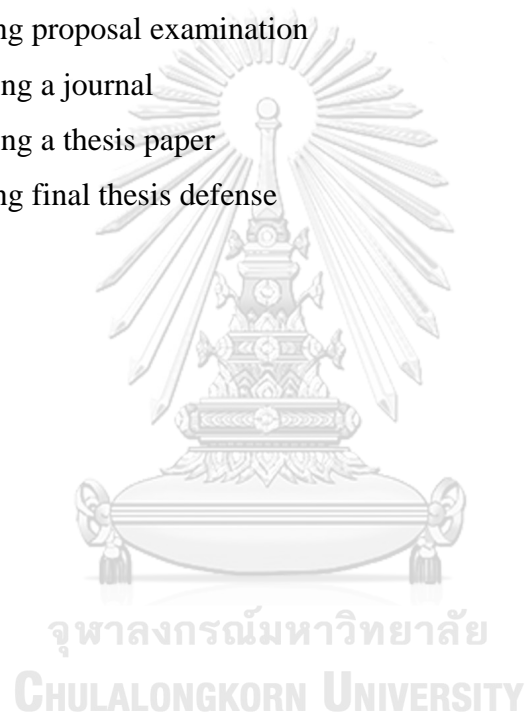 ng proposal examination
ng a journal
ng a thesis paper
ng final thesis defense
จุฬาลงกรณ์มหาวิทยาลัย
CHULALONGKORN UNIVERSITY